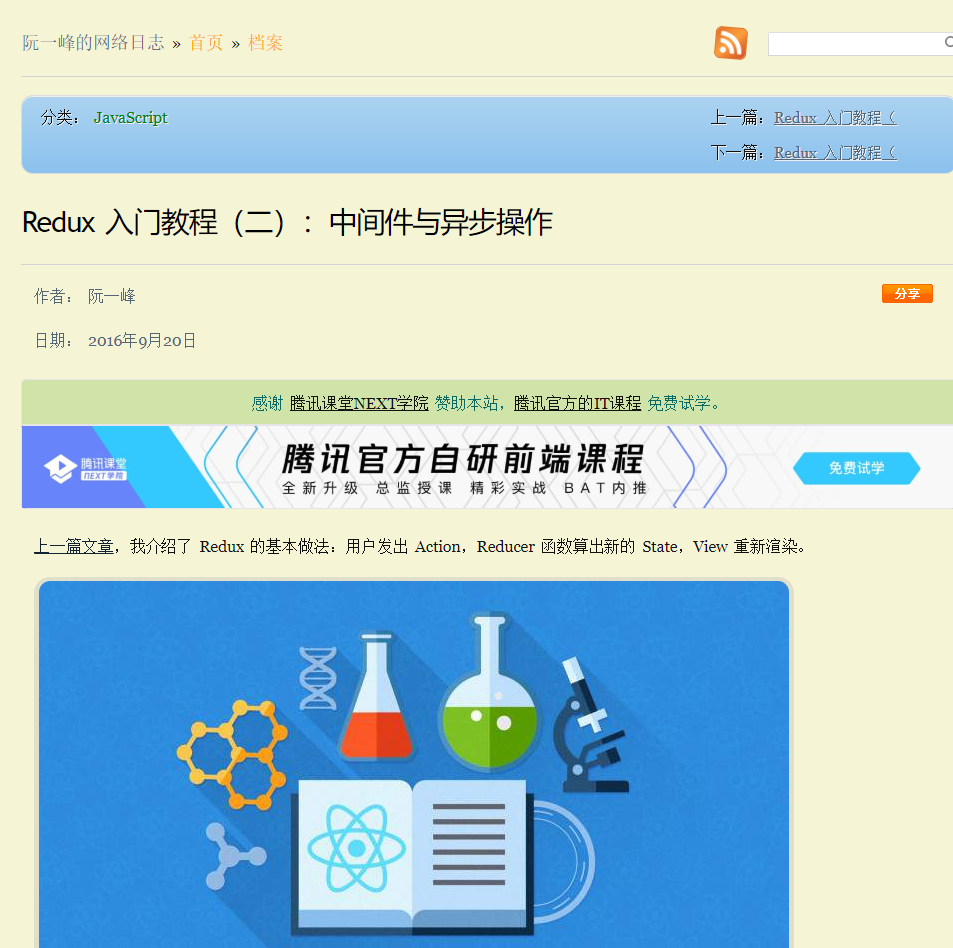 阮一峰的网络日志 » 首页 » 档案
分类： JavaScript
上一篇：Redux 入门教程（
下一篇：Redux 入门教程（
Redux 入门教程（二）：中间件与异步操作
作者： 阮一峰
分享
日期： 2016年9月20日
感谢 腾讯课堂NEXT学院 赞助本站，腾讯官方的IT课程 免费试学。
腾讯课堂
NEXT学院
腾讯官方自研前端课程
全新升级 总监授课 精彩实战 BAT内推
免费试学
上一篇文章，我介绍了 Redux 的基本做法：用户发出 Action，Reducer 函数算出新的 State，View 重新渲染。